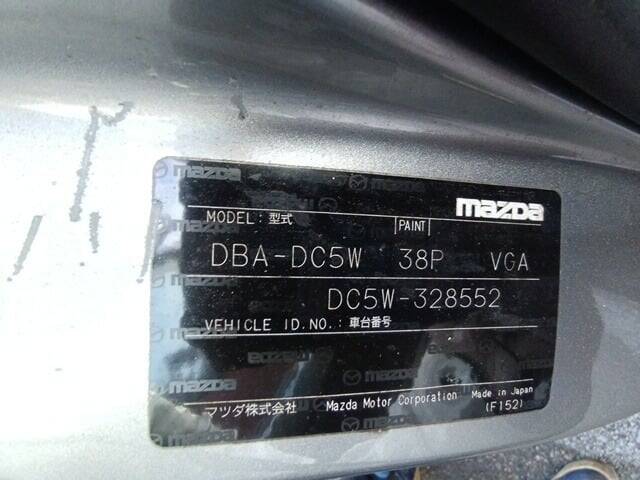 mazda
MODEL: 型式 PAINT
DBA-DC5W 38P VGA
DC5W-328552
VEHICLE ID.NO.: 車台番号
マツダ株式会社 Mazda Motor Corporation Made in Japan
(F152)